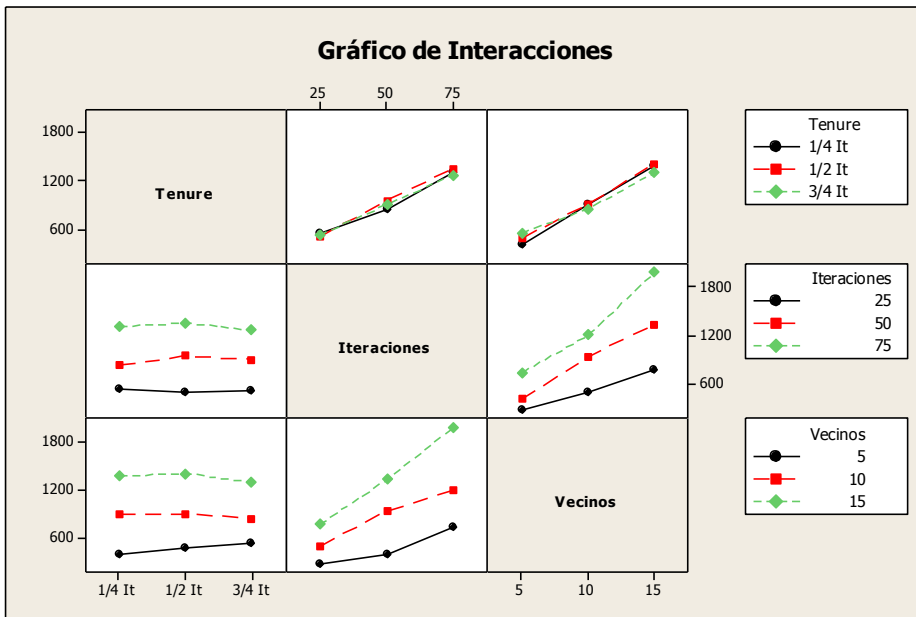 Gráfico de Interacciones
25 50 75
1800
1200
600
Tenure
Tenure
1/4 It
1/2 It
3/4 It
Iteraciones
1800
1200
600
Iteraciones
25
50
75
1800
1200
600
Vecinos
Vecinos
5
10
15
1/4 It 1/2 It 3/4 It
5 10 15